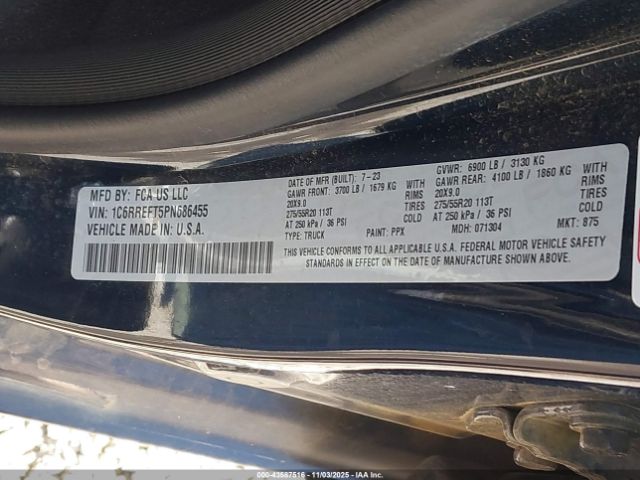 MFD BY: FCA US LLC
VIN: 1C6RREFT5PN686455
VEHICLE MADE IN: U.S.A.
DATE OF MFR (BUILT): 7-23
GAWR FRONT: 3700 LB / 1679 KG WITH
20X9.0 RIMS
275/55R20 113T TIRES
AT 250 kPa / 36 PSI COLD
TYPE: TRUCK PAINT: PPX
GVWR: 6900 LB / 3130 KG
GAWR REAR: 4100 LB / 1860 KG WITH
20X9.0 RIMS
275/55R20 113T TIRES
AT 250 kPa / 36 PSI COLD
MDH: 071304 MKT: 875
THIS VEHICLE CONFORMS TO ALL APPLICABLE U.S.A. FEDERAL MOTOR VEHICLE SAFETY
STANDARDS IN EFFECT ON THE DATE OF MANUFACTURE SHOWN ABOVE.
000-43587516 - 11/03/2025 - IAA